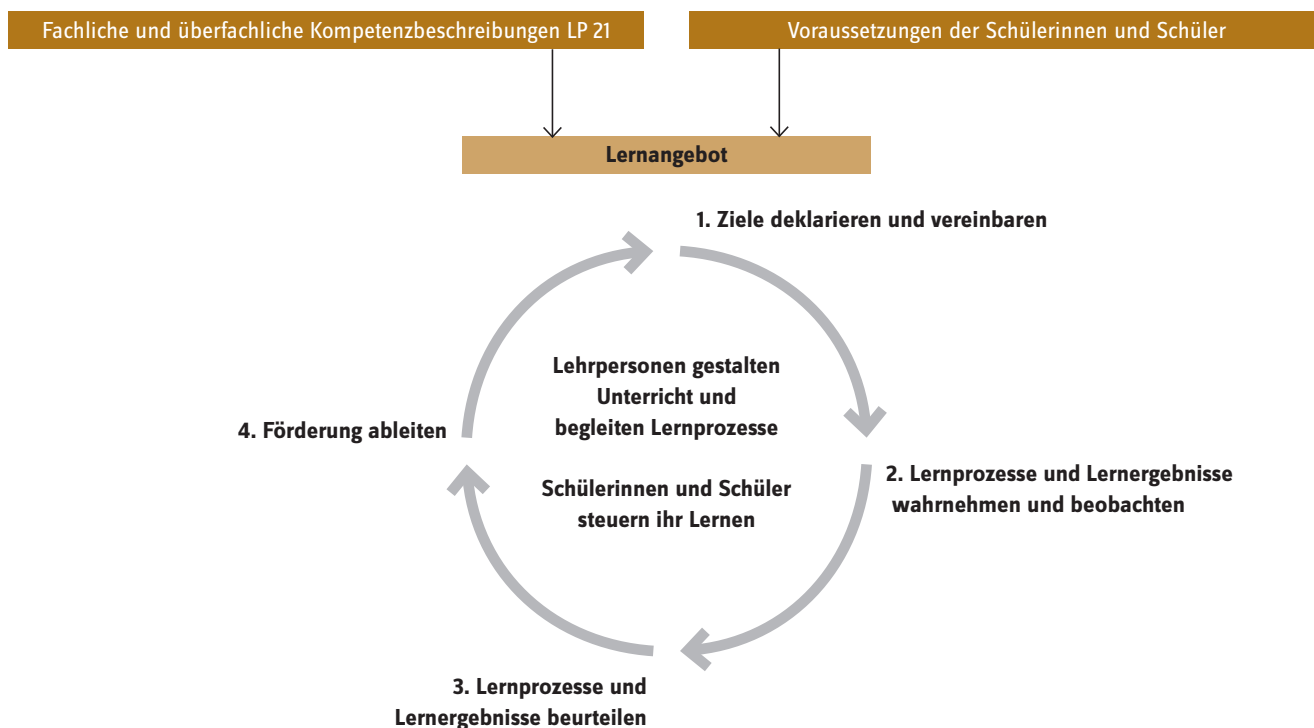 Fachliche und überfachliche Kompetenzbeschreibungen LP 21
Voraussetzungen der Schülerinnen und Schüler
Lernangebot
1. Ziele deklarieren und vereinbaren
Lehrpersonen gestalten
Unterricht und
begleiten Lernprozesse
4. Förderung ableiten
2. Lernprozesse und Lernergebnisse
wahrnehmen und beobachten
Schülerinnen und Schüler
steuern ihr Lernen
3. Lernprozesse und
Lernergebnisse beurteilen